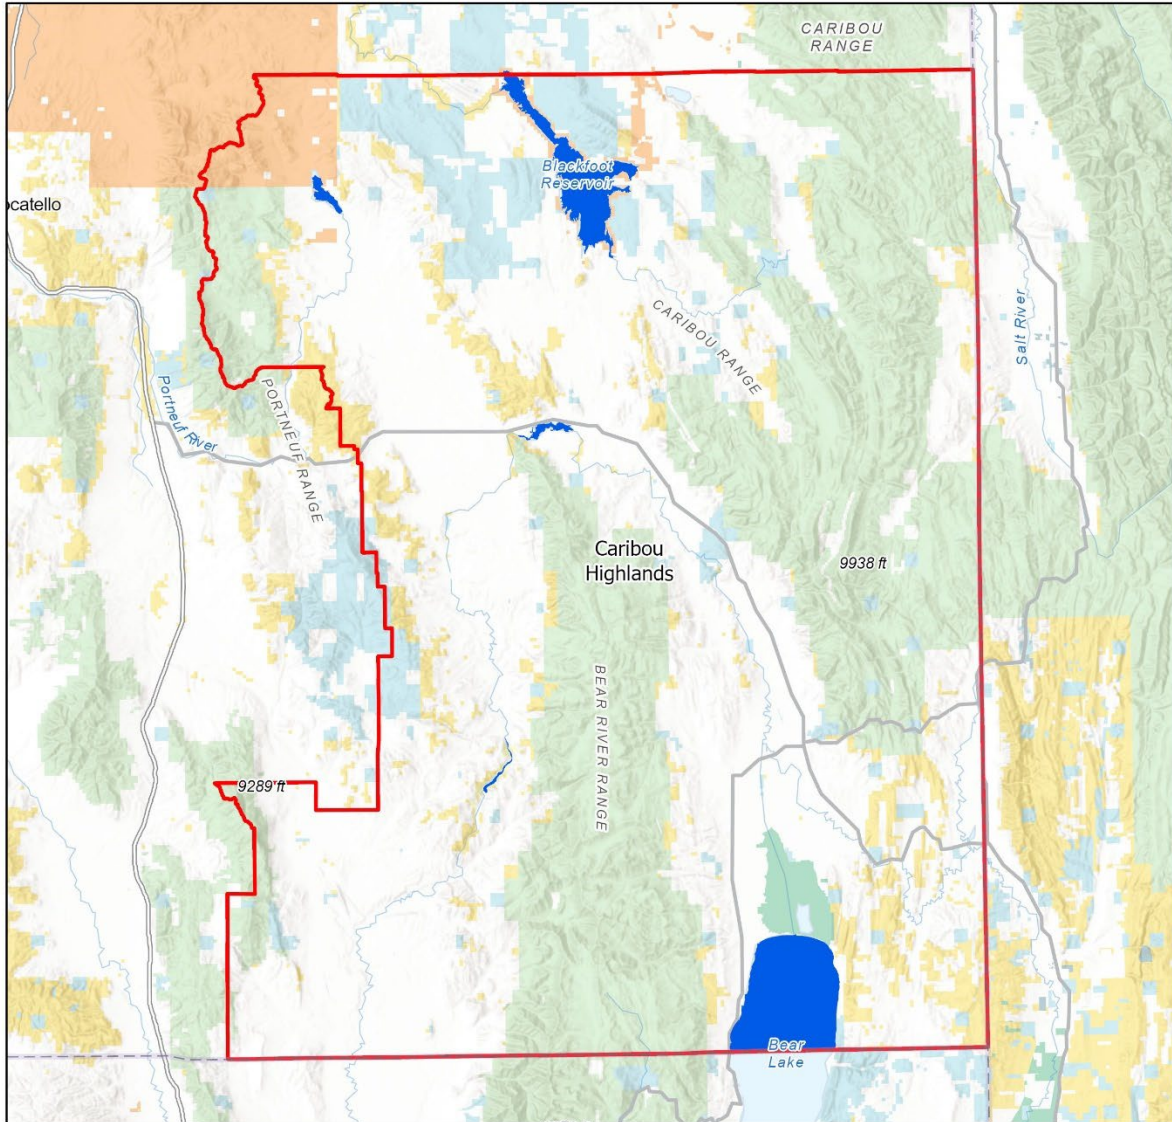 CARIBOU
RANGE
Blackfoot
Reservoir
ocatello
CARIBOU RANGE
Salt River
Portneuf River
PORTNEUF RANGE
Caribou
Highlands
9938 ft
BEAR RIVER RANGE
9289 ft
Bear
Lake